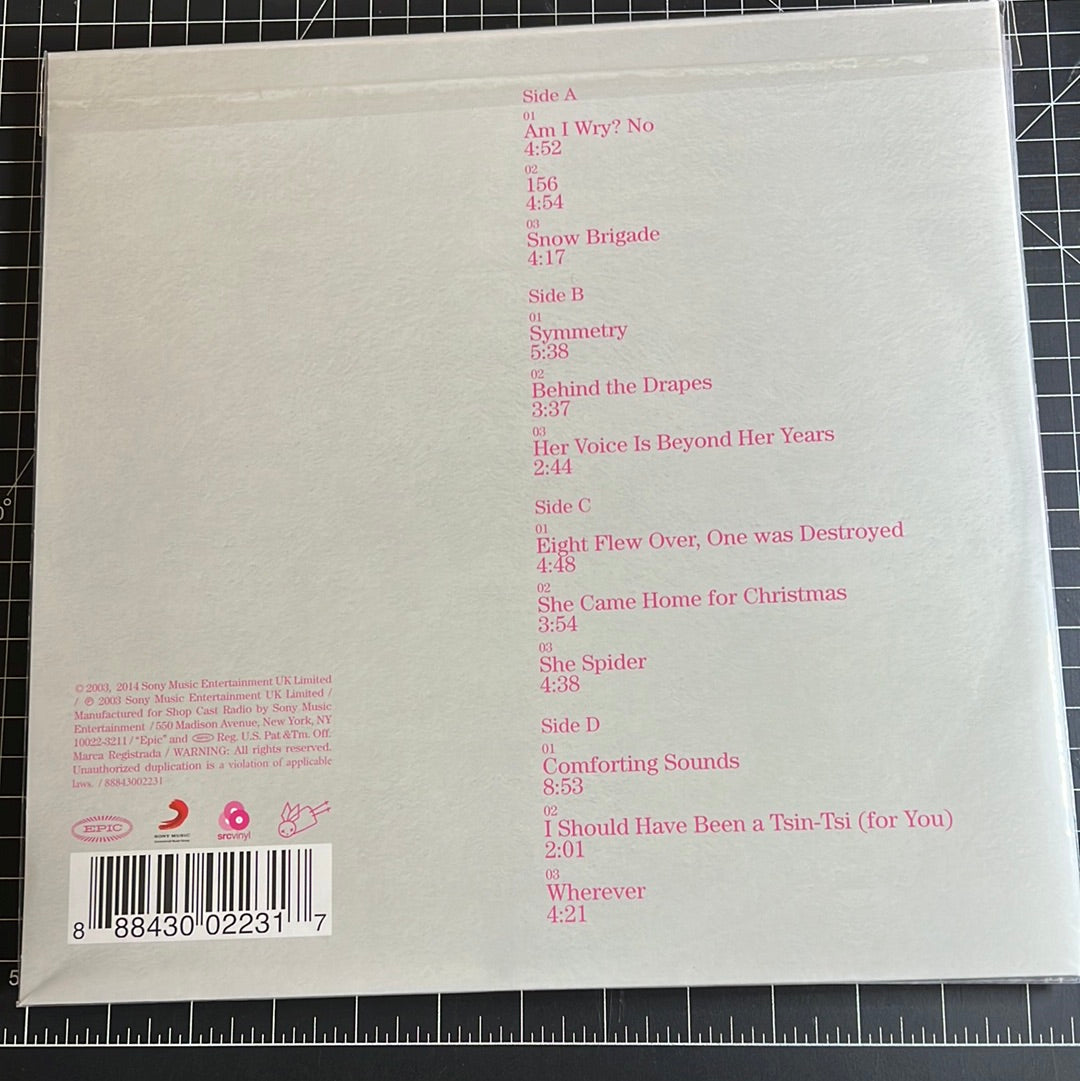 Side A
01
Am I Wry? No
4:52
02
156
4:54
03
Snow Brigade
4:17
Side B
01
Symmetry
5:38
02
Behind the Drapes
3:37
03
Her Voice Is Beyond Her Years
2:44
Side C
01
Eight Flew Over, One was Destroyed
4:48
02
She Came Home for Christmas
3:54
03
She Spider
4:38
Side D
01
Comforting Sounds
8:53
02
I Should Have Been a Tsin-Tsi (for You)
2:01
03
Wherever
4:21
© 2003, 2014 Sony Music Entertainment UK Limited
/ ℗ 2003 Sony Music Entertainment UK Limited /
Manufactured for Shop Cast Radio by Sony Music
Entertainment / 550 Madison Avenue, New York, NY
10022-3211 / "Epic" and Reg. U.S. Pat &Tm. Off.
Marca Registrada / WARNING: All rights reserved.
Unauthorized duplication is a violation of applicable
laws. / 88843002231
EPIC
SONY MUSIC
srcvinyl
8 88430 02231 7
5